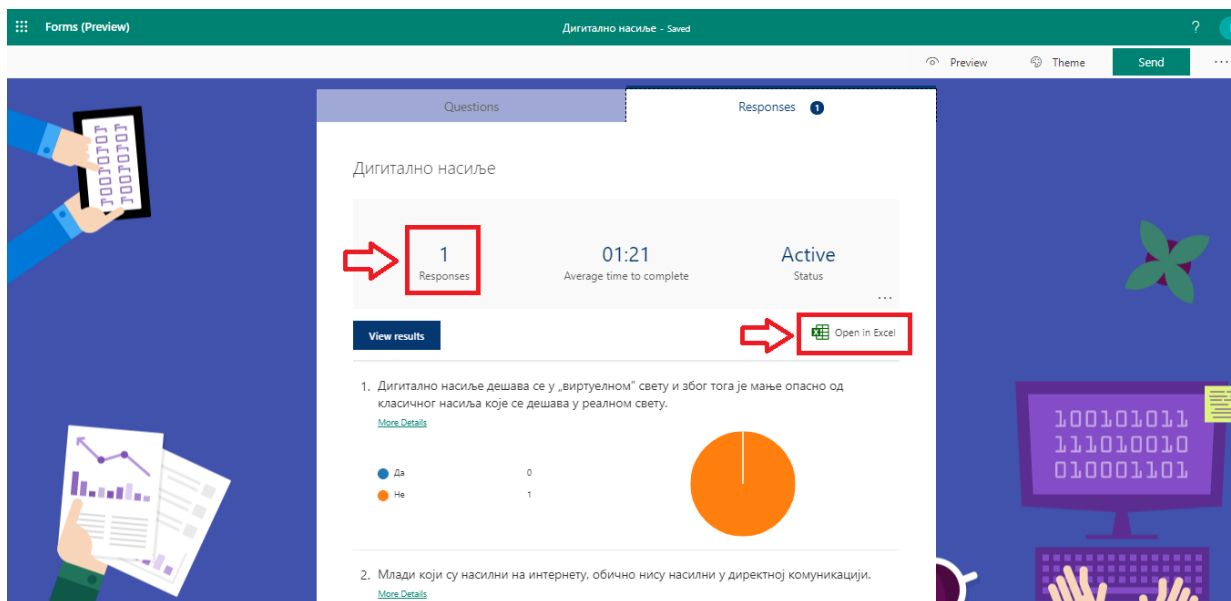 Forms (Preview)
Дигитално насиље - Saved
?
Preview
Theme
Send
...
Questions
Responses 1
Дигитално насиље
1
Responses
01:21
Average time to complete
Active
Status
...
View results
Open in Excel
1. Дигитално насиље дешава се у „виртуелном" свету и због тога је мање опасно од
класичног насиља које се дешава у реалном свету.
More Details
Да 0
Не 1
2. Млади који су насилни на интернету, обично нису насилни у директној комуникацији.
More Details
100101011
111010010
010001101